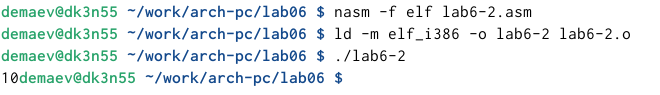 demaev@dk3n55 ~/work/arch-pc/lab06 $ nasm -f elf lab6-2.asm
demaev@dk3n55 ~/work/arch-pc/lab06 $ ld -m elf_i386 -o lab6-2 lab6-2.o
demaev@dk3n55 ~/work/arch-pc/lab06 $ ./lab6-2
10demaev@dk3n55 ~/work/arch-pc/lab06 $